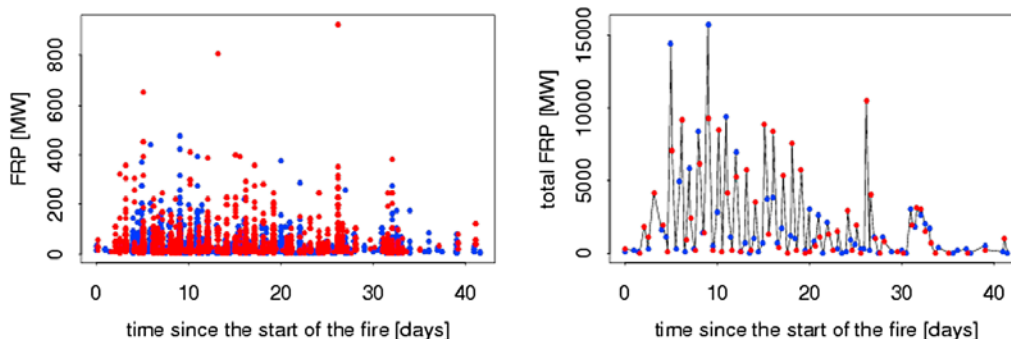 FRP [MW]
800
600
400
200
0
0 10 20 30 40
time since the start of the fire [days]
total FRP [MW]
15000
10000
5000
0
0 10 20 30 40
time since the start of the fire [days]